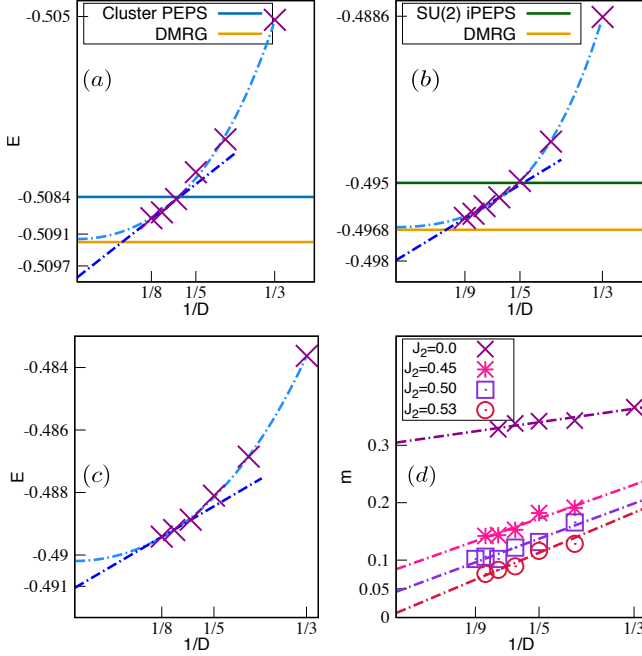 Cluster PEPS
DMRG
(a)
E
-0.505
-0.5084
-0.5091
-0.5097
1/8
1/5
1/3
1/D
SU(2) iPEPS
DMRG
(b)
-0.4886
-0.495
-0.4968
-0.498
1/9
1/5
1/3
1/D
(c)
E
-0.484
-0.486
-0.488
-0.49
-0.491
1/8
1/5
1/3
1/D
J2=0.0
J2=0.45
J2=0.50
J2=0.53
(d)
m
0.3
0.2
0.1
0.05
0
1/9
1/5
1/3
1/D